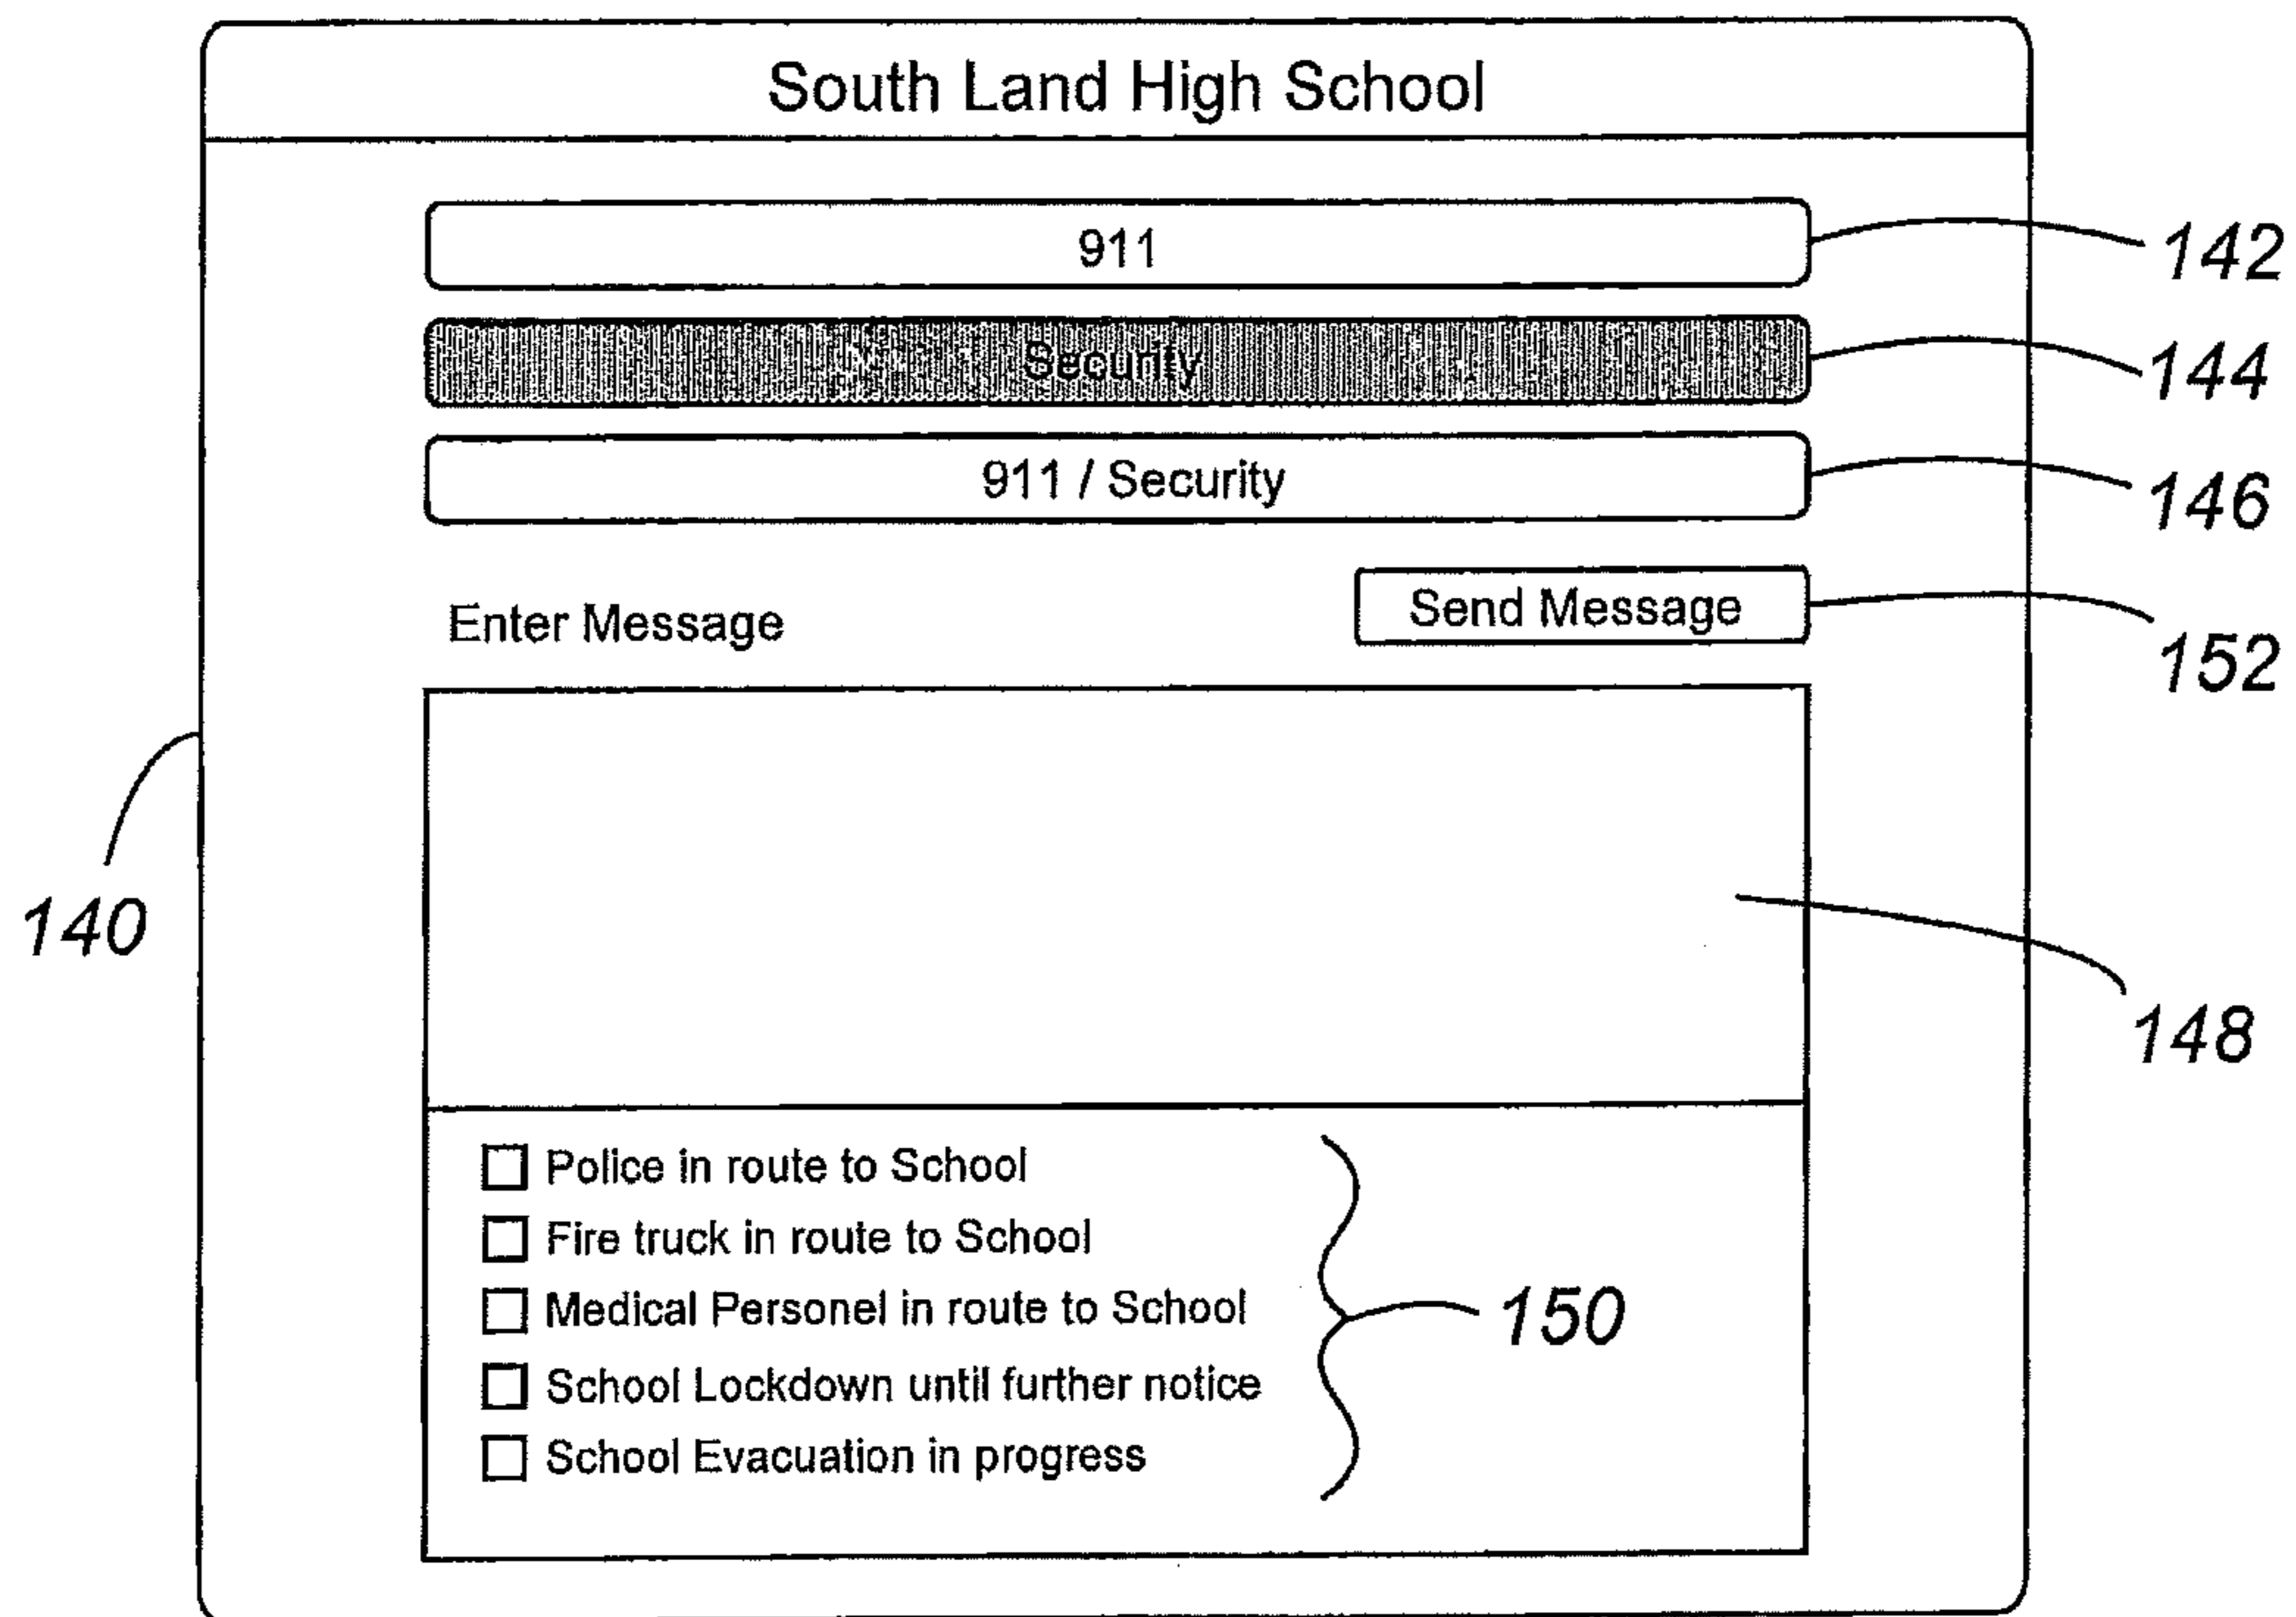 South Land High School
911
142
Security
144
911 / Security
146
Enter Message
Send Message
152
140
148
Police in route to School
Fire truck in route to School
Medical Personel in route to School
School Lockdown until further notice
School Evacuation in progress
150